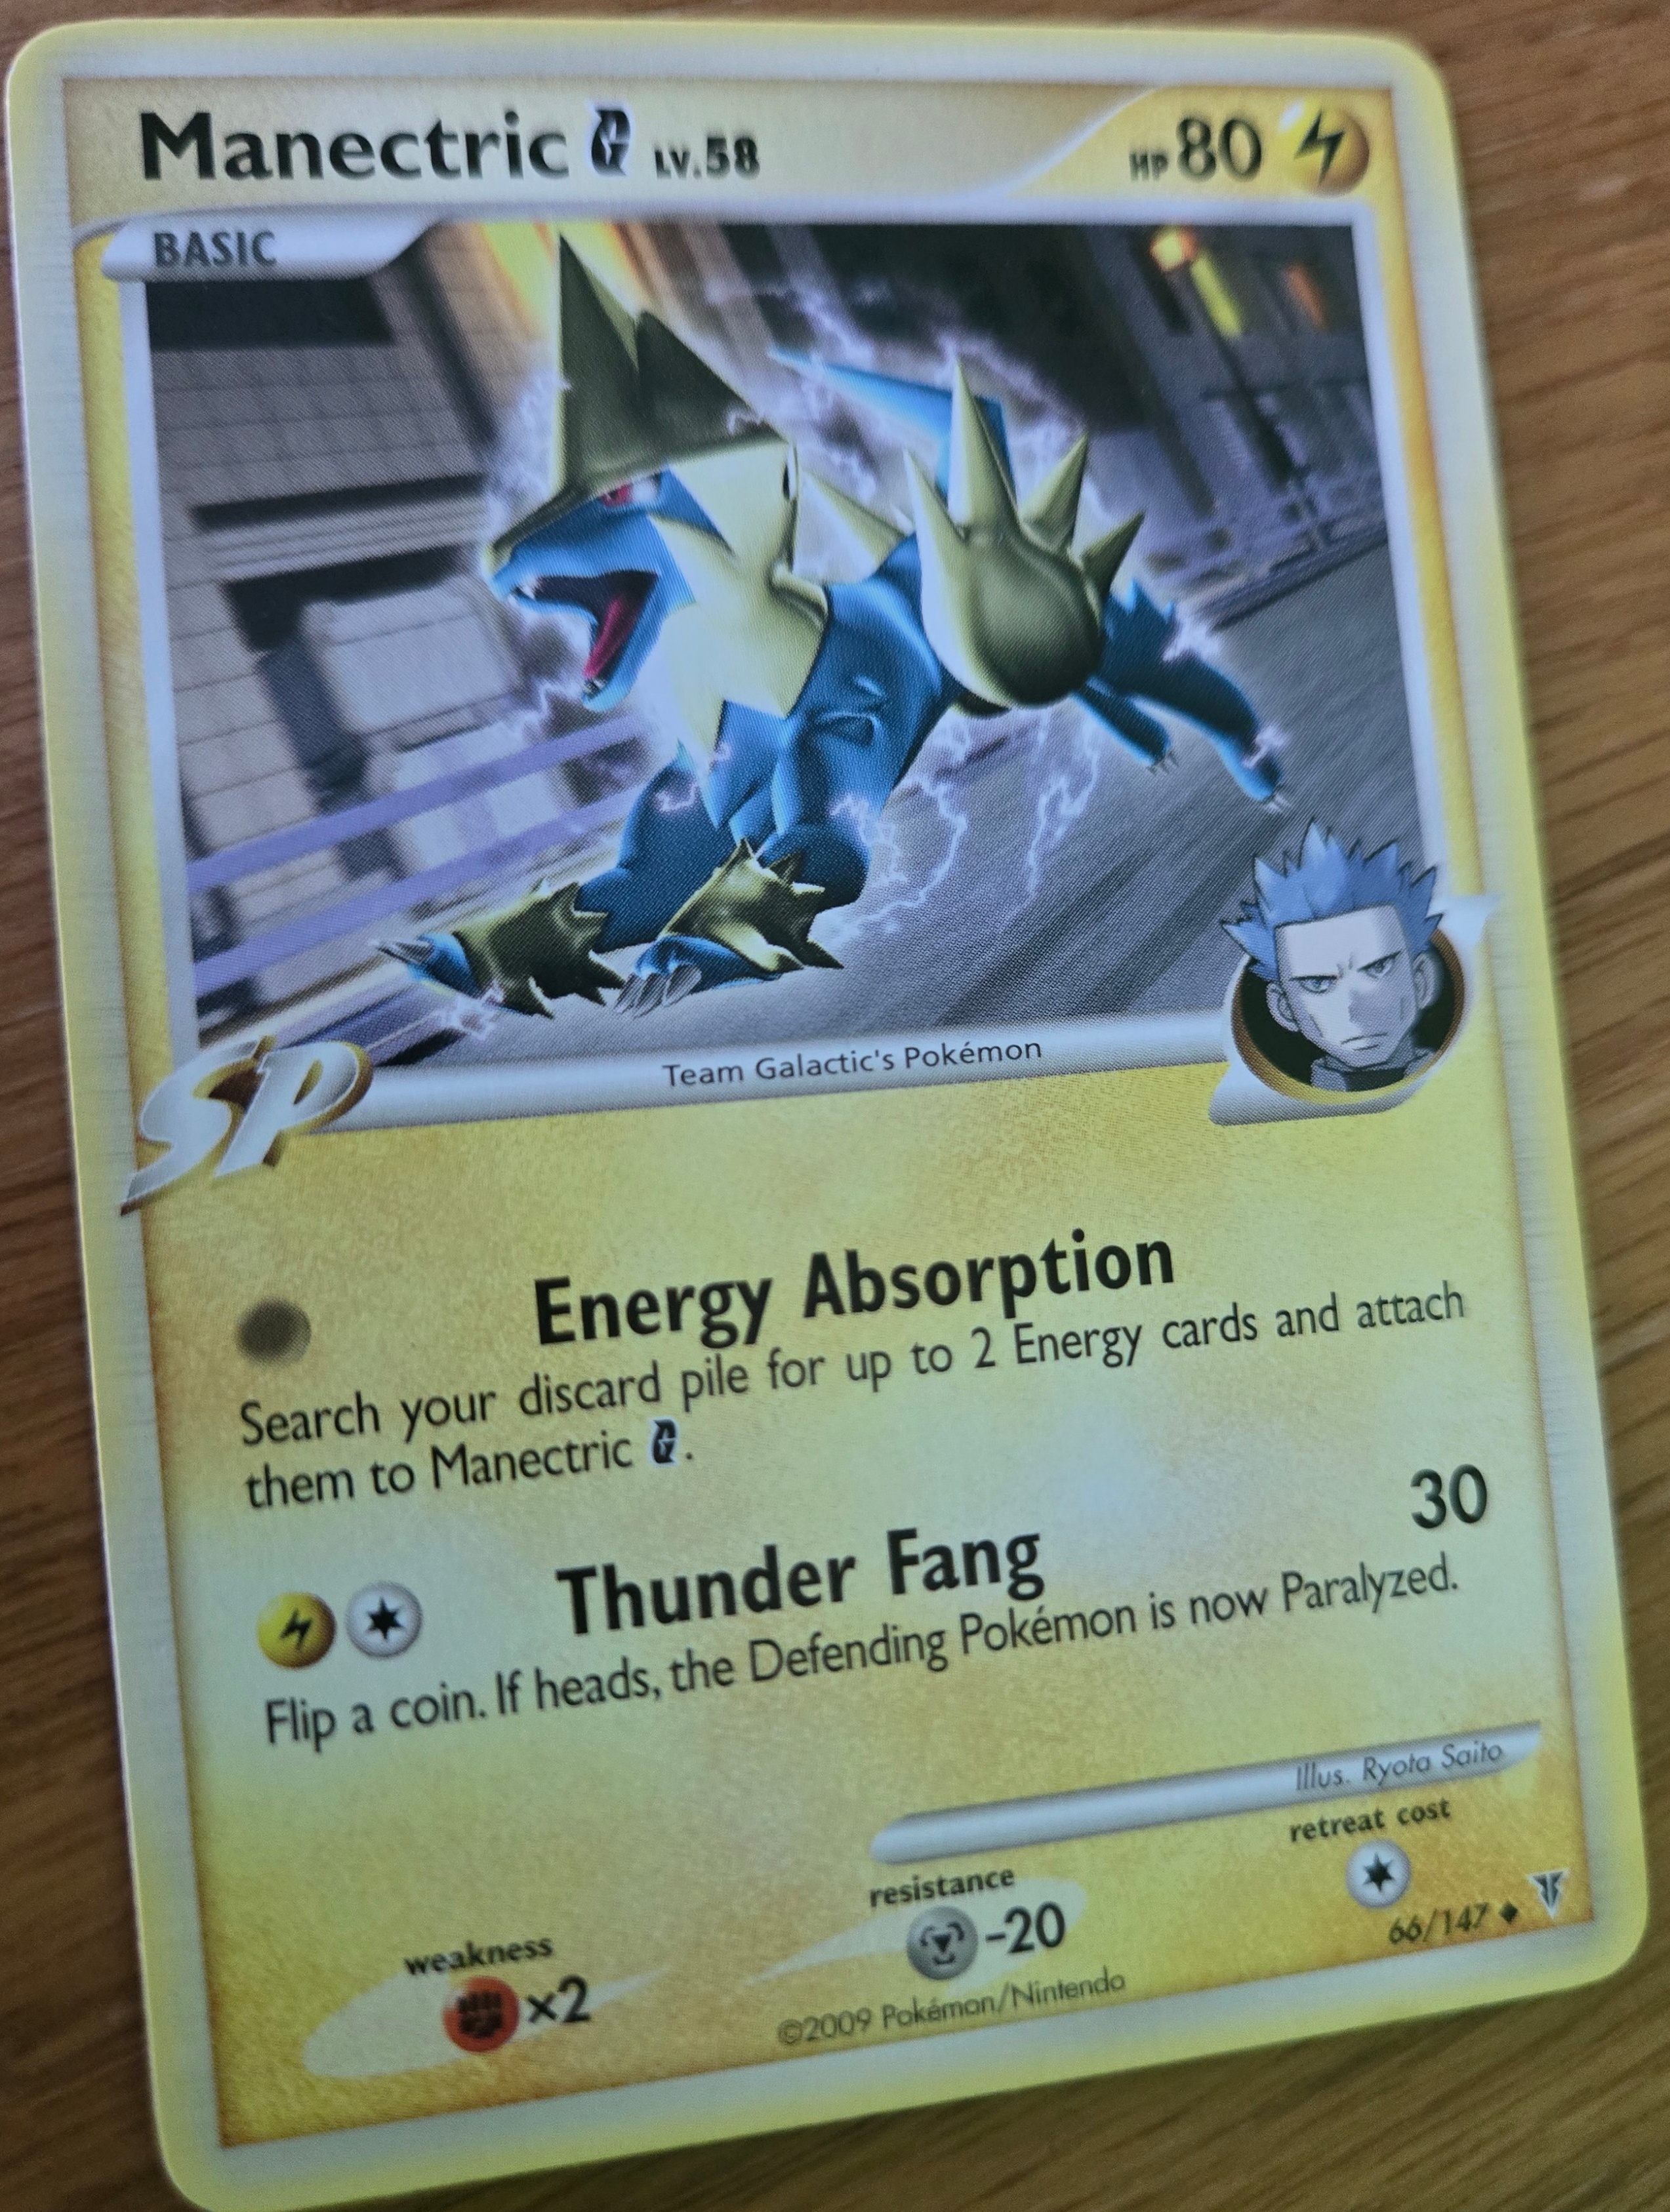 Manectric G LV.58
HP 80
BASIC
SP
Team Galactic's Pokémon
Energy Absorption
Search your discard pile for up to 2 Energy cards and attach
them to Manectric G.
Thunder Fang 30
Flip a coin. If heads, the Defending Pokémon is now Paralyzed.
Illus. Ryota Saito
weakness
×2
resistance
-20
retreat cost
66/147
©2009 Pokémon/Nintendo